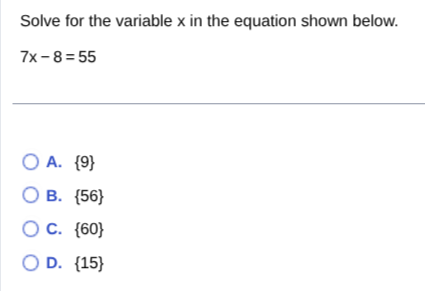 Solve for the variable x in the equation shown below.
7x − 8 = 55
A. {9}
B. {56}
C. {60}
D. {15}